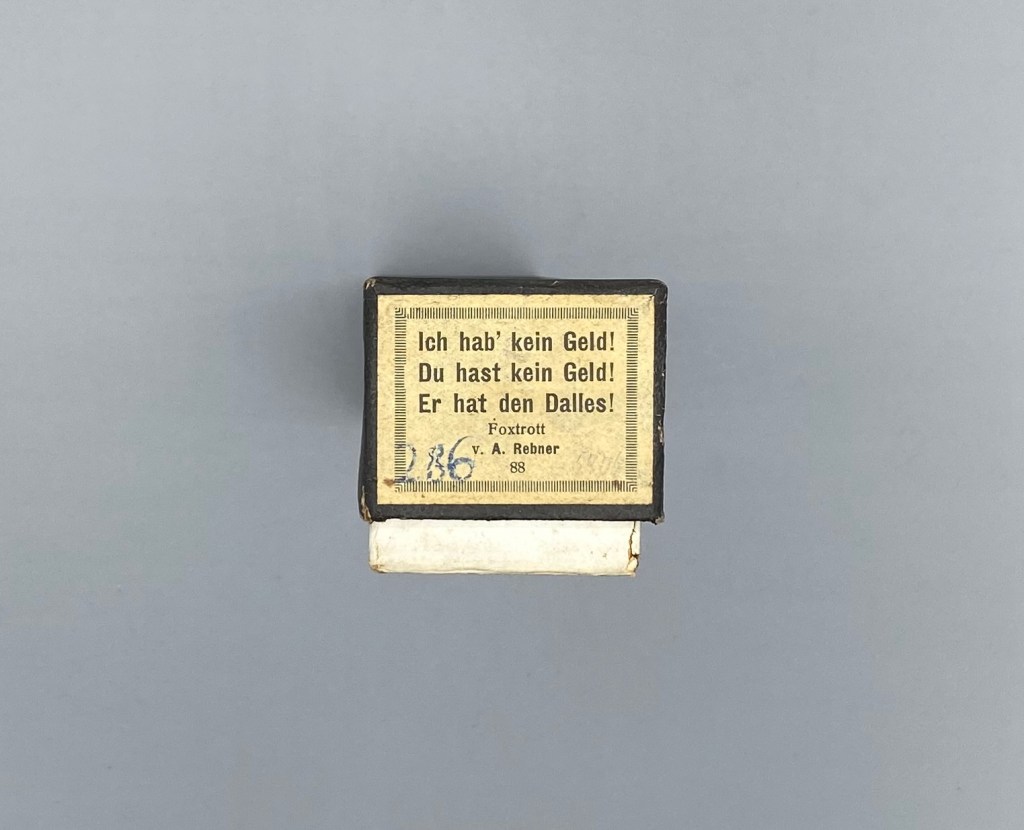 Ich hab' kein Geld!
Du hast kein Geld!
Er hat den Dalles!
Foxtrott
v. A. Rebner
88
286